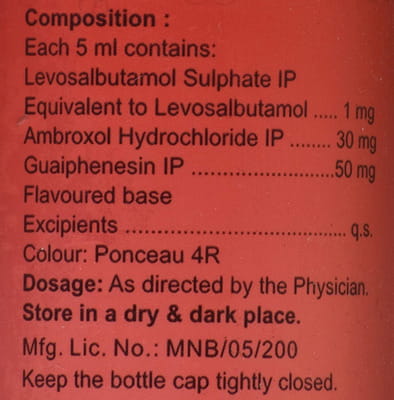 Composition :
Each 5 ml contains:
Levosalbutamol Sulphate IP
Equivalent to Levosalbutamol ..... 1 mg
Ambroxol Hydrochloride IP ........ 30 mg
Guaiphenesin IP ..........................50 mg
Flavoured base
Excipients ...................................... q.s.
Colour: Ponceau 4R
Dosage: As directed by the Physician.
Store in a dry & dark place.
Mfg. Lic. No.: MNB/05/200
Keep the bottle cap tightly closed.